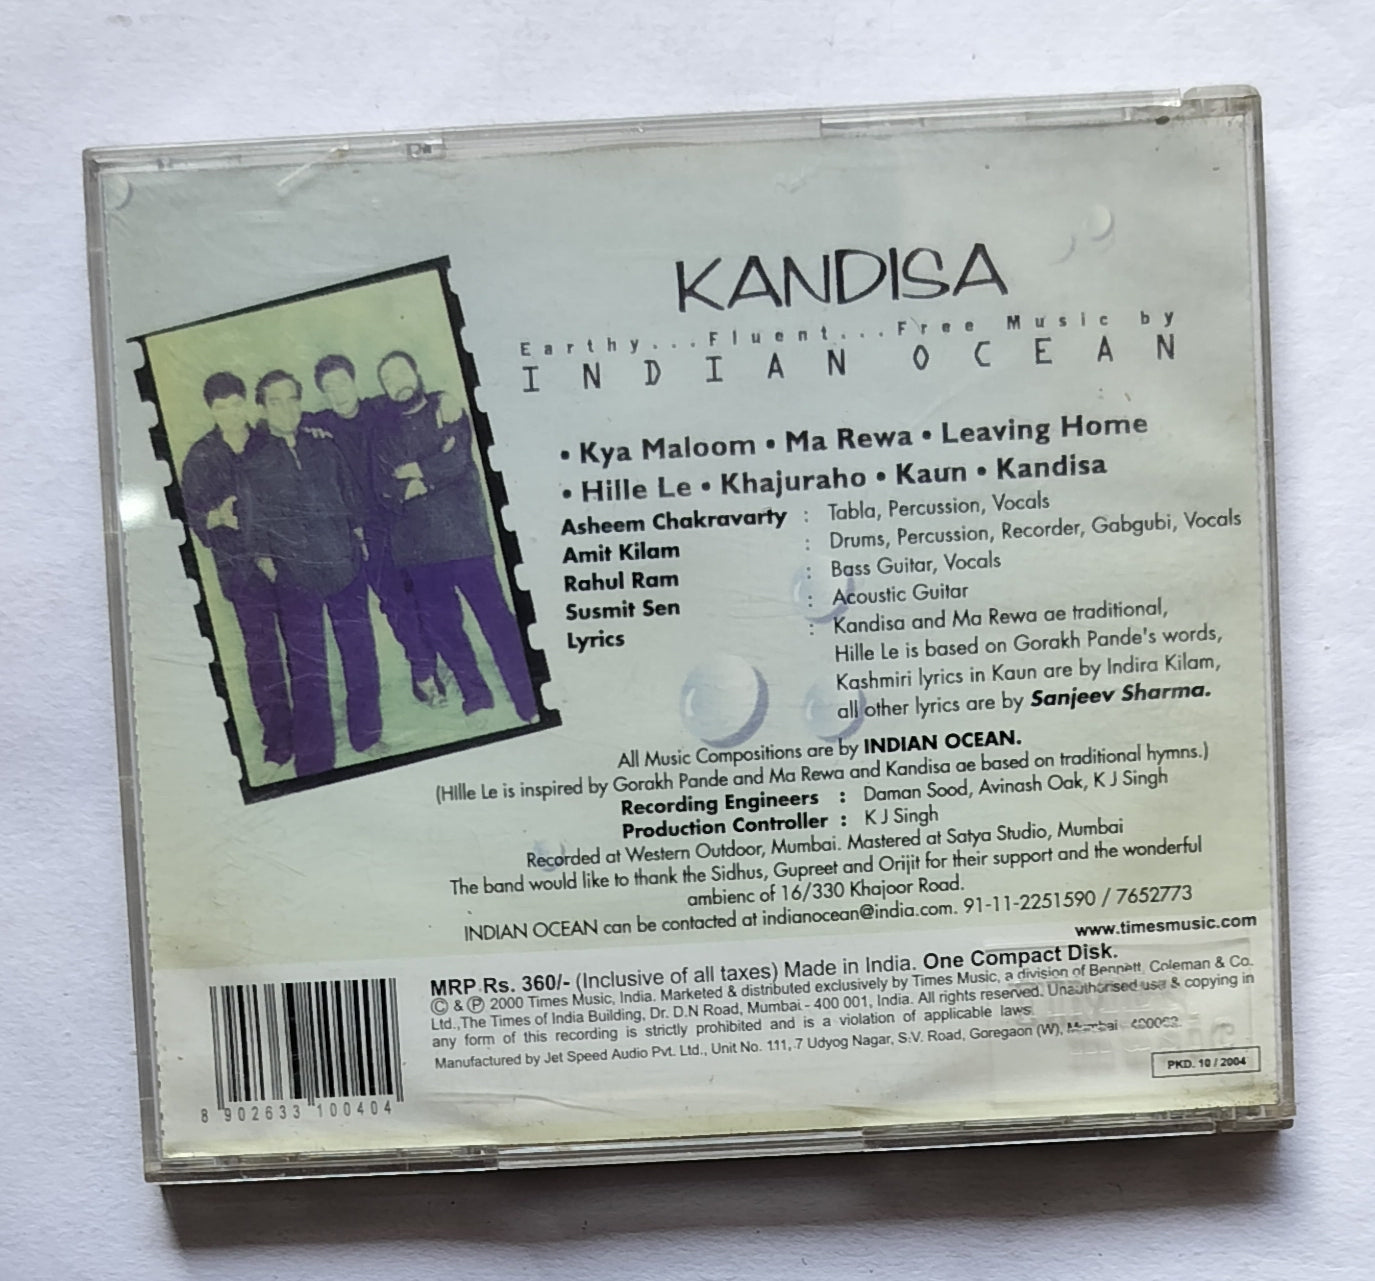 KANDISA
Earthy...Fluent...Free Music by
INDIAN OCEAN
• Kya Maloom • Ma Rewa • Leaving Home
• Hille Le • Khajuraho • Kaun • Kandisa
Asheem Chakravarty : Tabla, Percussion, Vocals
Amit Kilam : Drums, Percussion, Recorder, Gabgubi, Vocals
Rahul Ram : Bass Guitar, Vocals
Susmit Sen : Acoustic Guitar
Lyrics : Kandisa and Ma Rewa ae traditional,
Hille Le is based on Gorakh Pande's words,
Kashmiri lyrics in Kaun are by Indira Kilam,
all other lyrics are by Sanjeev Sharma.
All Music Compositions are by INDIAN OCEAN.
(Hille Le is inspired by Gorakh Pande and Ma Rewa and Kandisa ae based on traditional hymns.)
Recording Engineers : Daman Sood, Avinash Oak, K J Singh
Production Controller : K J Singh
Recorded at Western Outdoor, Mumbai. Mastered at Satya Studio, Mumbai
The band would like to thank the Sidhus, Gupreet and Orijit for their support and the wonderful
ambienc of 16/330 Khajoor Road.
INDIAN OCEAN can be contacted at indianocean@india.com. 91-11-2251590 / 7652773
www.timesmusic.com
MRP Rs. 360/- (Inclusive of all taxes) Made in India. One Compact Disk.
© & ℗ 2000 Times Music, India. Marketed & distributed exclusively by Times Music, a division of Bennett, Coleman & Co.
Ltd.,The Times of India Building, Dr. D.N Road, Mumbai - 400 001, India. All rights reserved. Unauthorised use & copying in
any form of this recording is strictly prohibited and is a violation of applicable laws.
Manufactured by Jet Speed Audio Pvt. Ltd., Unit No. 111, 7 Udyog Nagar, S.V. Road, Goregaon (W), Mumbai
PKD. 10 / 2004
8 902633 100404